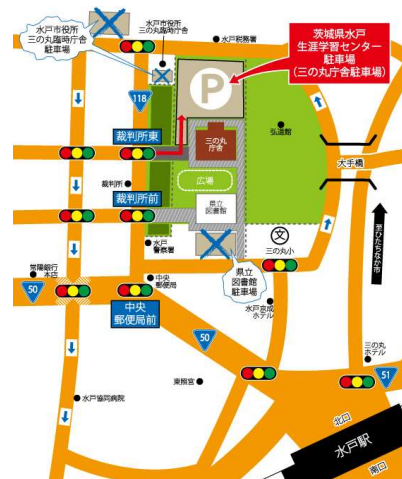 水戸市役所
三の丸臨時庁舎
駐車場
水戸市役所
三の丸臨時庁舎
水戸税務署
茨城県水戸
生涯学習センター
駐車場
(三の丸庁舎駐車場)
P
118
裁判所東
三の丸
庁舎
弘道館
大手橋
裁判所
広場
裁判所前
県立
図書館
至ひたちなか市
水戸
警察署
文
三の丸小
常陽銀行
本店
中央
郵便局
県立
図書館
駐車場
50
中央
郵便局前
水戸京成
ホテル
50
三の丸
ホテル
東照宮
51
水戸協同病院
北口
水戸駅
南口